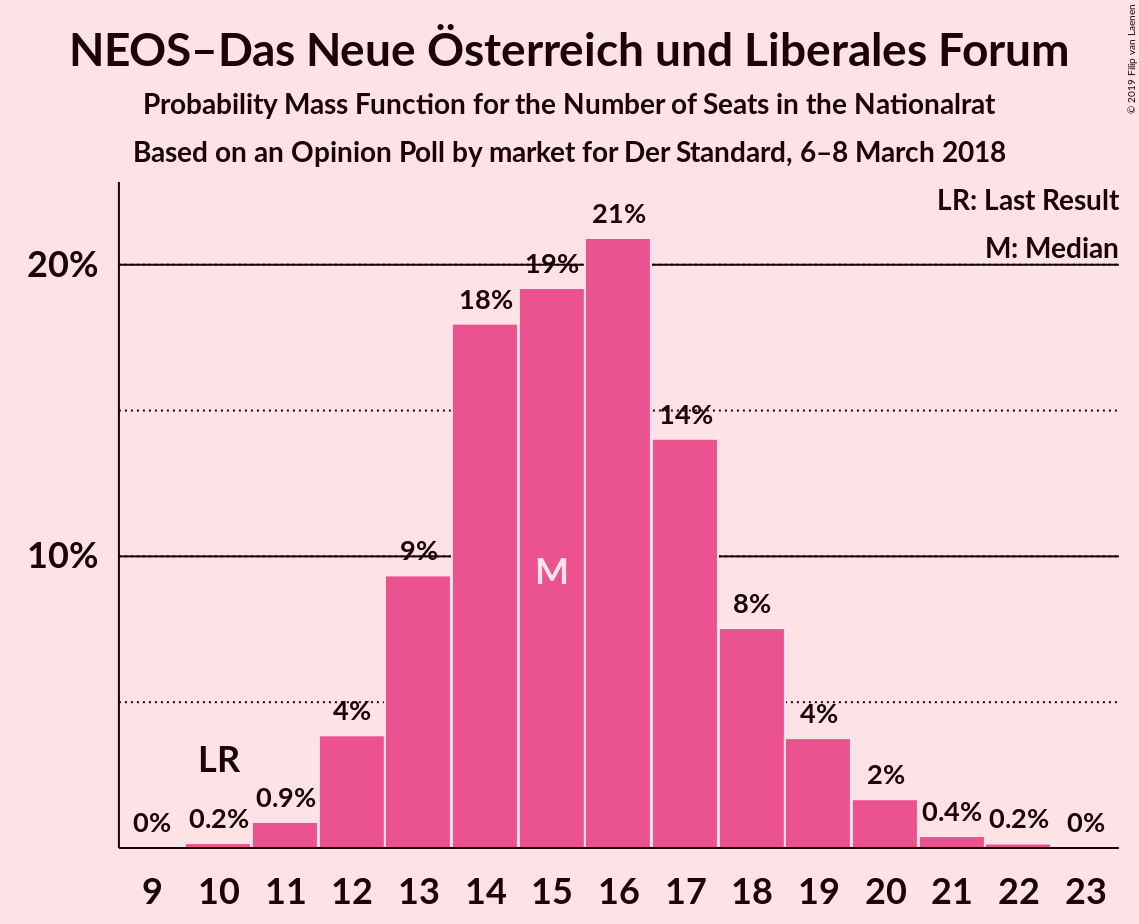 NEOS–Das Neue Österreich und Liberales Forum
Probability Mass Function for the Number of Seats in the Nationalrat
Based on an Opinion Poll by market for Der Standard, 6–8 March 2018
© 2019 Filip van Laenen
LR: Last Result
M: Median
20%
10%
0%
0.2%
0.9%
4%
9%
18%
19%
21%
14%
8%
4%
2%
0.4%
0.2%
0%
LR
M
9 10 11 12 13 14 15 16 17 18 19 20 21 22 23